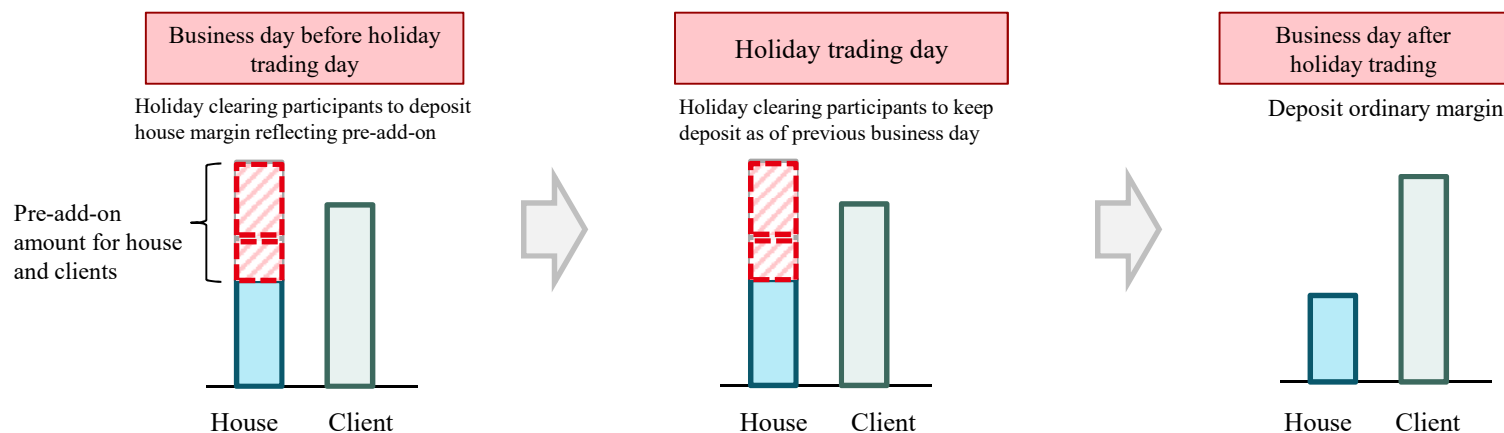 Business day before holiday
trading day
Holiday trading day
Business day after
holiday trading
Holiday clearing participants to deposit
house margin reflecting pre-add-on
Holiday clearing participants to keep
deposit as of previous business day
Deposit ordinary margin
Pre-add-on
amount for house
and clients
House
Client
House
Client
House
Client